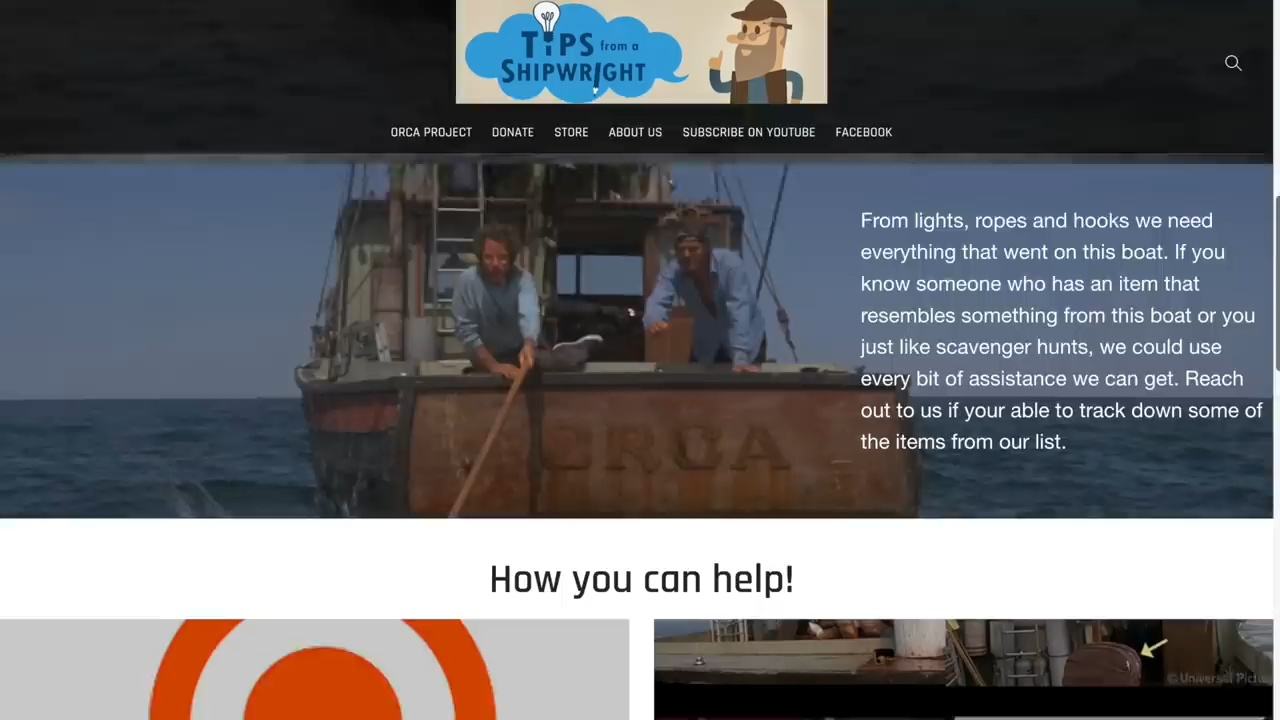 TIPS from a
SHIPWRIGHT
ORCA PROJECT DONATE STORE ABOUT US SUBSCRIBE ON YOUTUBE FACEBOOK
From lights, ropes and hooks we need
everything that went on this boat. If you
know someone who has an item that
resembles something from this boat or you
just like scavenger hunts, we could use
every bit of assistance we can get. Reach
out to us if your able to track down some of
the items from our list.
ORCA
How you can help!
© Universal